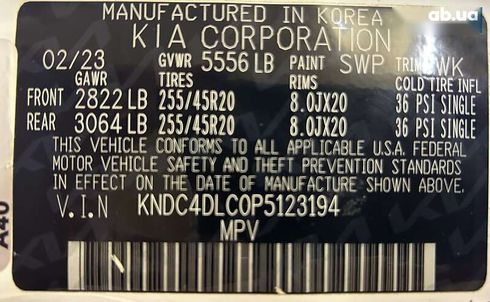 MANUFACTURED IN KOREA
ab.ua
KIA CORPORATION
02/23 GVWR 5556 LB PAINT SWP TRIM WK
GAWR TIRES RIMS COLD TIRE INFL
FRONT 2822 LB 255/45R20 8.0JX20 36 PSI SINGLE
REAR 3064 LB 255/45R20 8.0JX20 36 PSI SINGLE
THIS VEHICLE CONFORMS TO ALL APPLICABLE U.S.A. FEDERAL
MOTOR VEHICLE SAFETY AND THEFT PREVENTION STANDARDS
IN EFFECT ON THE DATE OF MANUFACTURE SHOWN ABOVE.
V.I.N KNDC4DLC0P5123194
MPV
A40